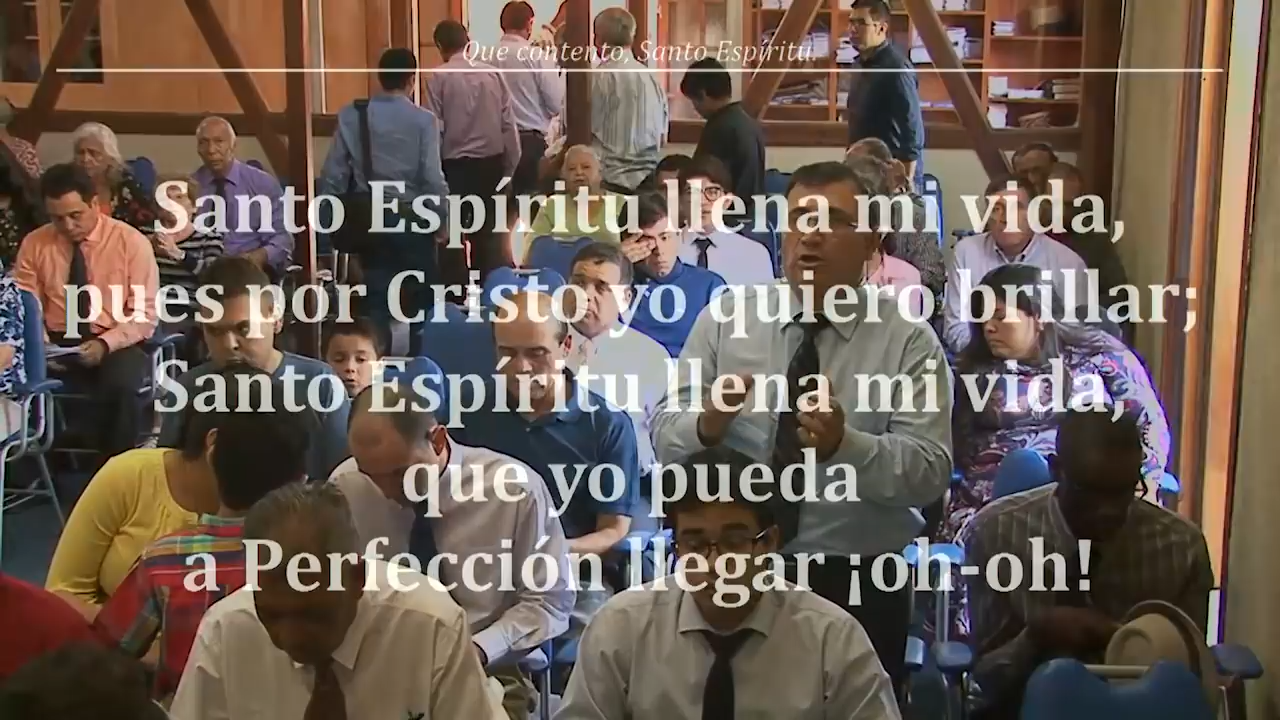 Que contento, Santo Espíritu.
Santo Espíritu llena mi vida,
pues por Cristo yo quiero brillar;
Santo Espíritu llena mi vida,
que yo pueda
a Perfección llegar ¡oh-oh!